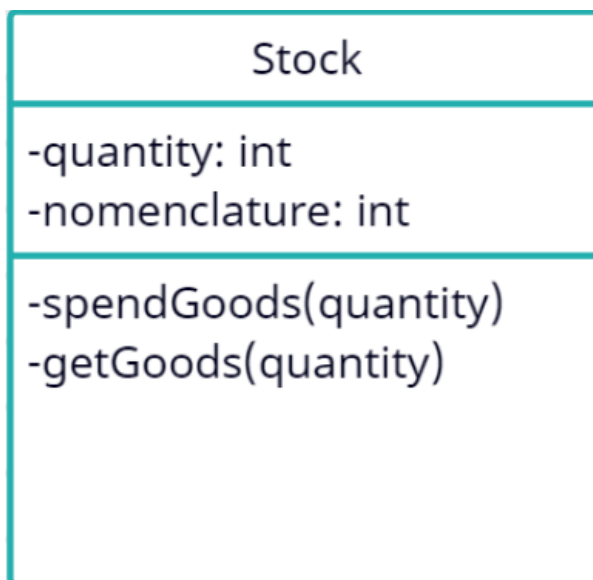 Stock
-quantity: int
-nomenclature: int
-spendGoods(quantity)
-getGoods(quantity)